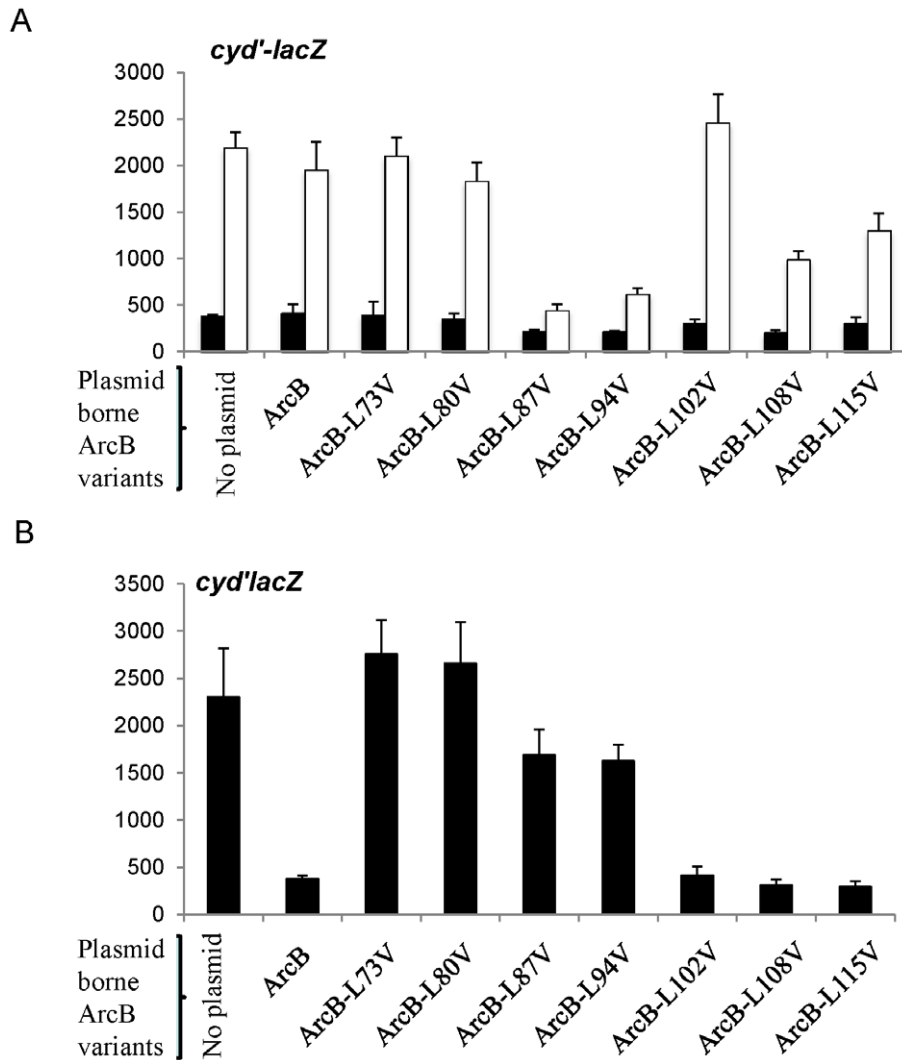 A
cyd'-lacZ
3000
2500
2000
1500
1000
500
0
Plasmid
borne
ArcB
variants
No plasmid
ArcB
ArcB-L73V
ArcB-L80V
ArcB-L87V
ArcB-L94V
ArcB-L102V
ArcB-L108V
ArcB-L115V
B
cyd'lacZ
3500
3000
2500
2000
1500
1000
500
0
Plasmid
borne
ArcB
variants
No plasmid
ArcB
ArcB-L73V
ArcB-L80V
ArcB-L87V
ArcB-L94V
ArcB-L102V
ArcB-L108V
ArcB-L115V